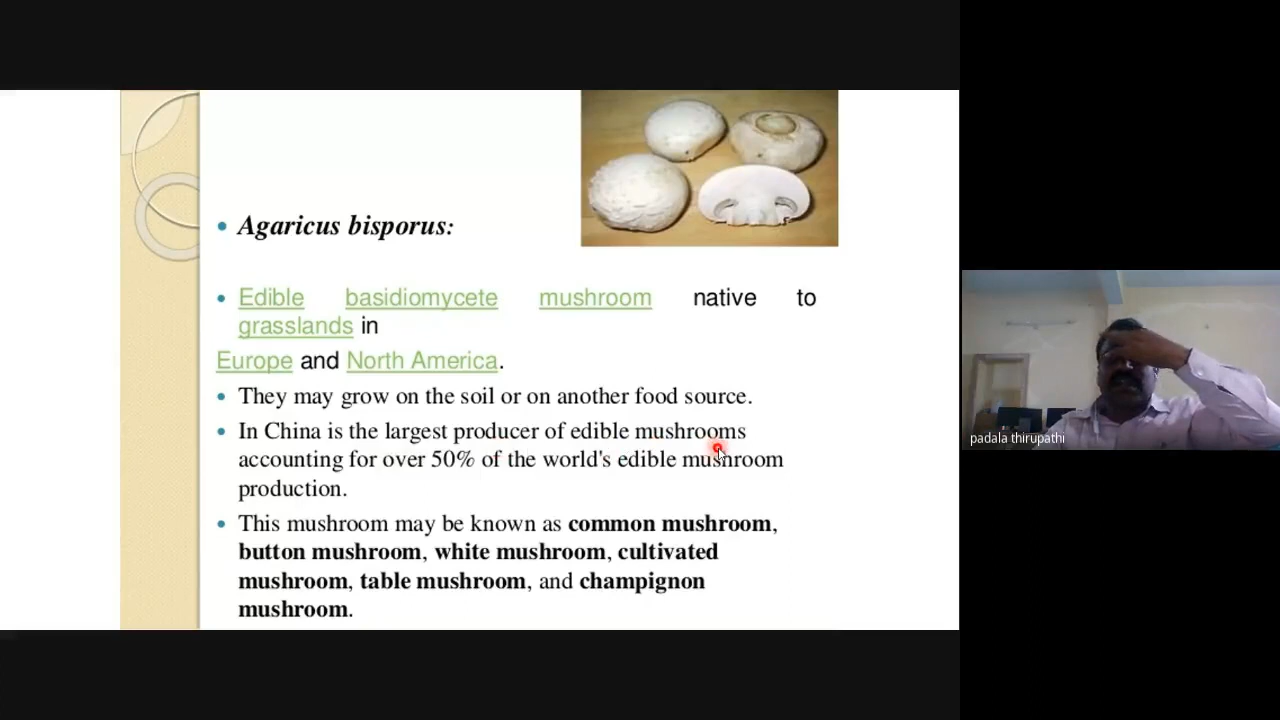 Agaricus bisporus:
Edible basidiomycete mushroom native to
grasslands in
Europe and North America.
They may grow on the soil or on another food source.
In China is the largest producer of edible mushrooms
accounting for over 50% of the world's edible mushroom
production.
This mushroom may be known as common mushroom,
button mushroom, white mushroom, cultivated
mushroom, table mushroom, and champignon
mushroom.
padala thirupathi